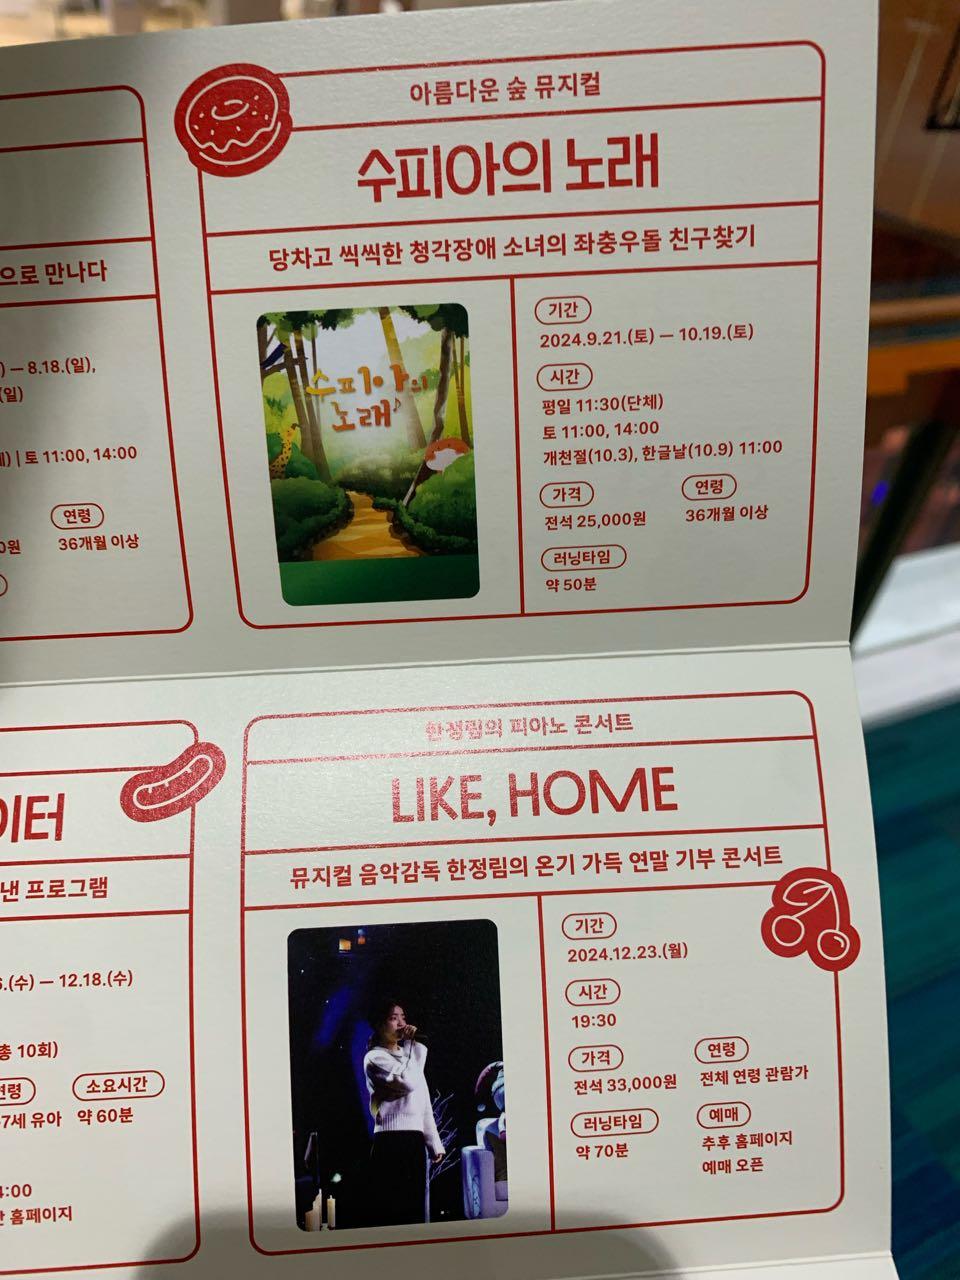 으로 만나다
) — 8.18.(일),
(일)
| 토 11:00, 14:00
0원
연령
36개월 이상
아름다운 숲 뮤지컬
수피아의 노래
당차고 씩씩한 청각장애 소녀의 좌충우돌 친구찾기
수피아의
노래
기간
2024.9.21.(토) — 10.19.(토)
시간
평일 11:30(단체)
토 11:00, 14:00
개천절(10.3), 한글날(10.9) 11:00
가격
전석 25,000원
연령
36개월 이상
러닝타임
약 50분
이터
낸 프로그램
.(수) — 12.18.(수)
총 10회)
연령
7세 유아
소요시간
약 60분
:00
홈페이지
한정림의 피아노 콘서트
LIKE, HOME
뮤지컬 음악감독 한정림의 온기 가득 연말 기부 콘서트
기간
2024.12.23.(월)
시간
19:30
가격
전석 33,000원
연령
전체 연령 관람가
러닝타임
약 70분
예매
추후 홈페이지
예매 오픈